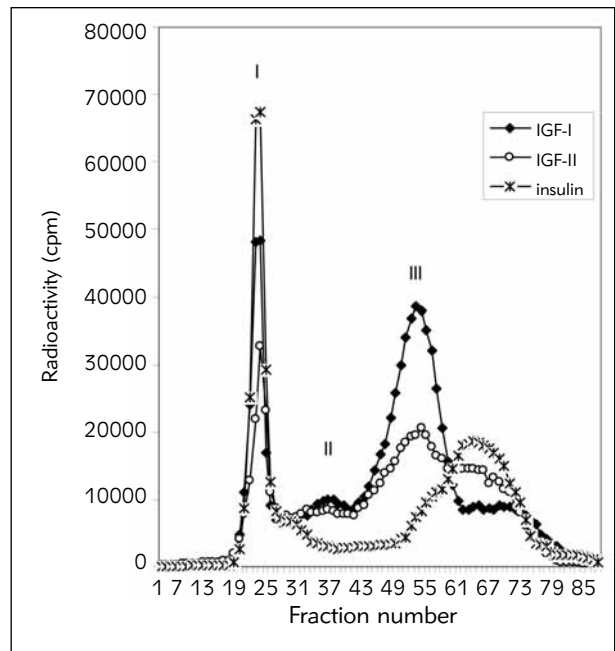 80000
70000
60000
50000
40000
30000
20000
10000
0
Radioactivity (cpm)
I
II
III
IGF-I
IGF-II
insulin
1 7 13 19 25 31 37 43 49 55 61 67 73 79 85
Fraction number